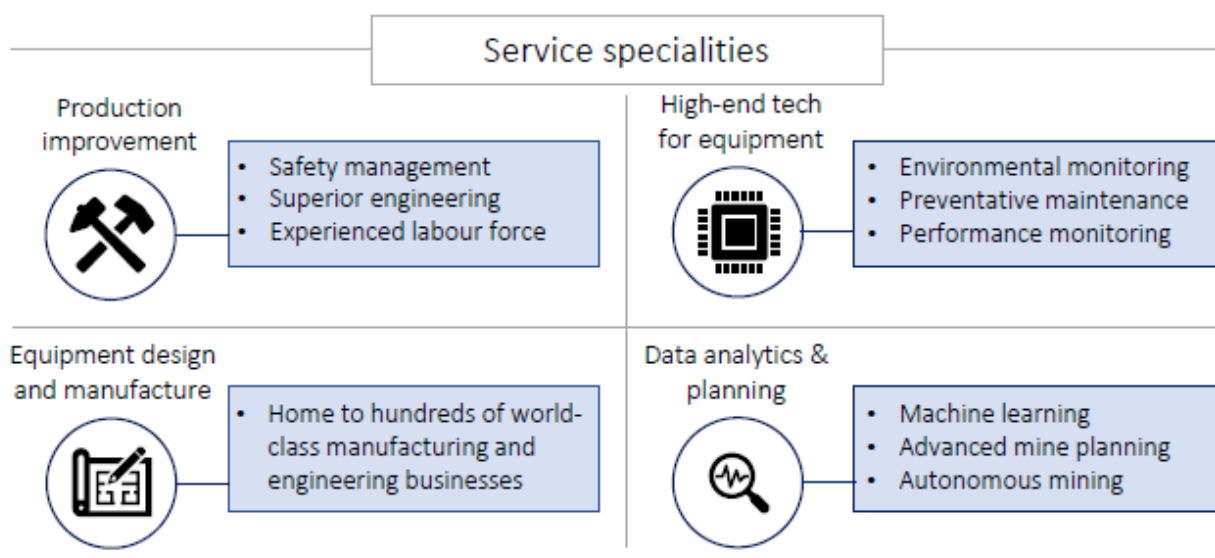 Service specialities
Production
improvement
• Safety management
• Superior engineering
• Experienced labour force
High-end tech
for equipment
• Environmental monitoring
• Preventative maintenance
• Performance monitoring
Equipment design
and manufacture
• Home to hundreds of world-
class manufacturing and
engineering businesses
Data analytics &
planning
• Machine learning
• Advanced mine planning
• Autonomous mining